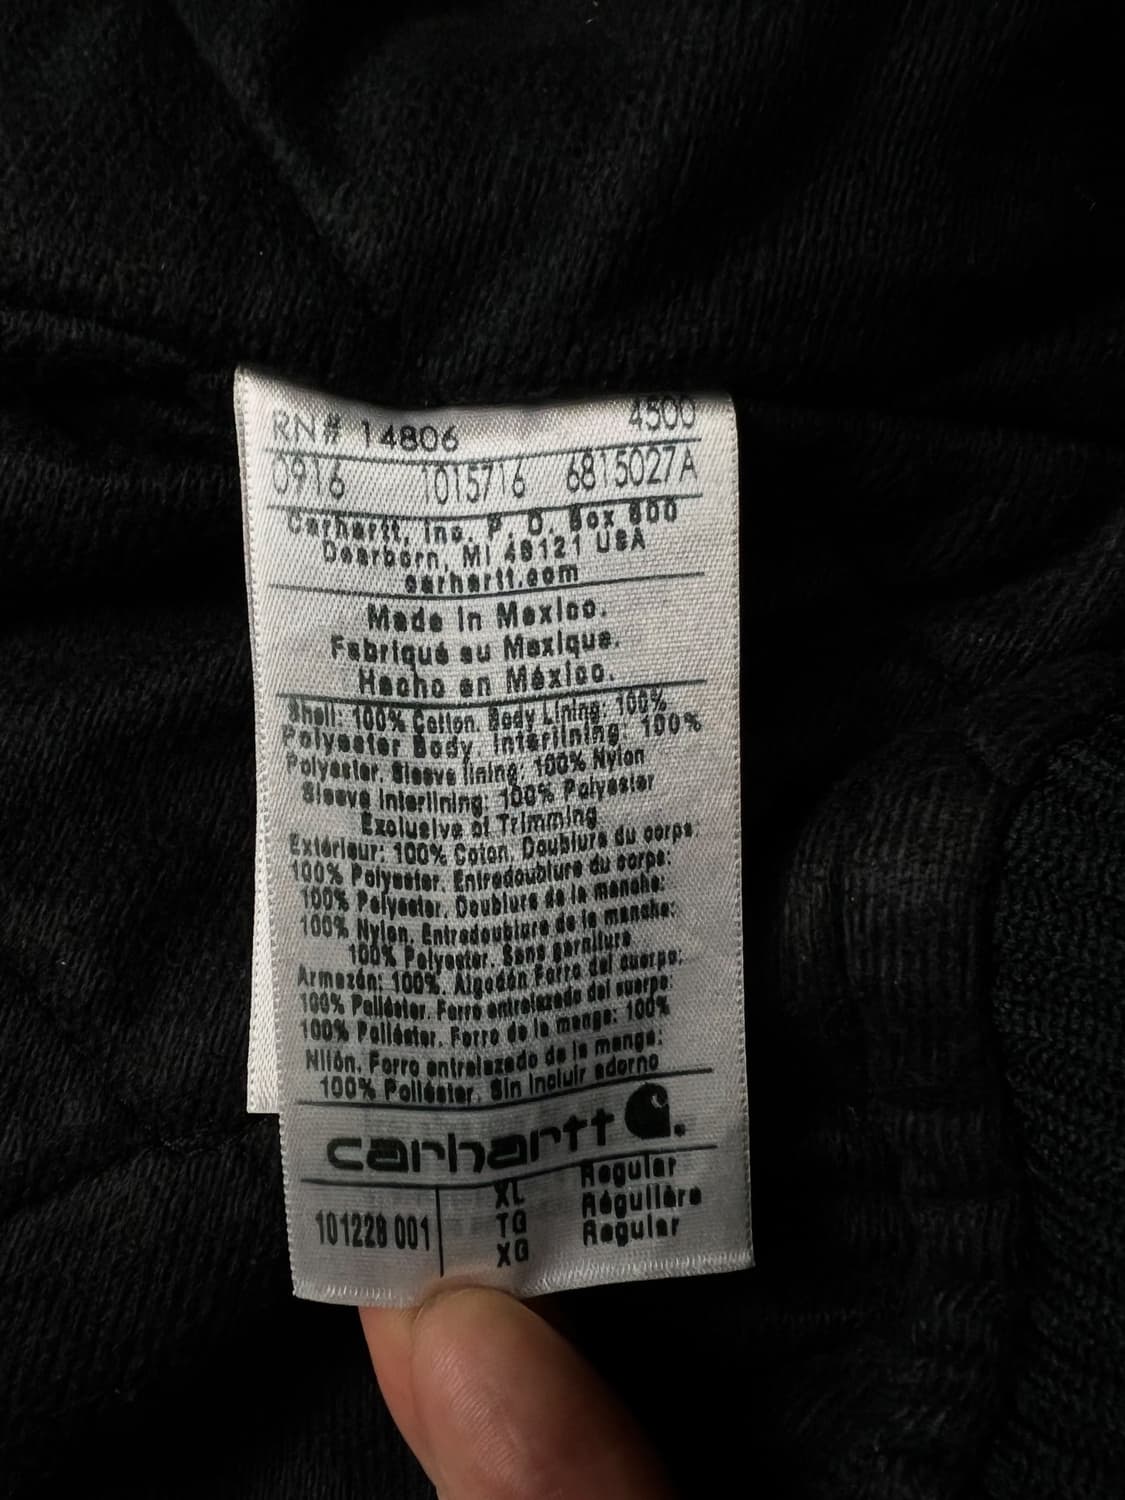 RN# 14806 4500
0916 1015716 6815027A
Carhartt, Inc. P. O. Box 600
Dearborn, MI 48121 USA
carhartt.com
Made in Mexico.
Fabriqué au Mexique.
Hecho en México.
Shell: 100% Cotton. Body Lining: 100%
Polyester Body. Interlining: 100%
Polyester. Sleeve lining: 100% Nylon
Sleeve Interlining: 100% Polyester
Exclusive of Trimming
Extérieur: 100% Coton. Doublure du corps:
100% Polyester. Entredoublure du corps:
100% Polyester. Doublure de la manche:
100% Nylon. Entredoublure de la manche:
100% Polyester. Sans garniture
Armazón: 100%. Algodón Forro del cuerpo:
100% Poliéster. Forro entrelazado del cuerpo:
100% Poliéster. Forro de la manga: 100%
Nilón. Forro entrelazado de la manga:
100% Poliéster. Sin incluir adorno
carhartt
101228 001 XL Regular
TG Régulière
XG Regular